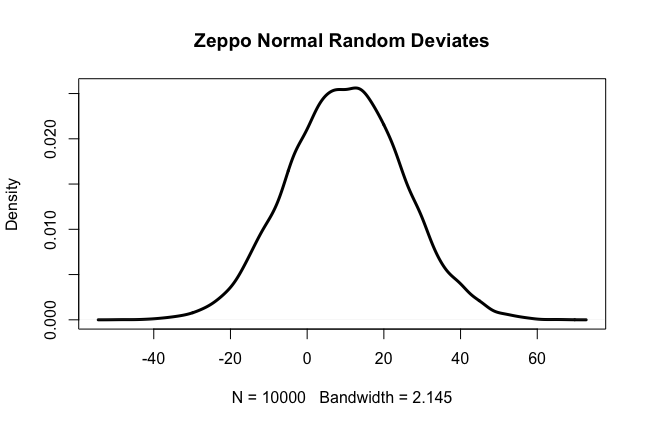 Zeppo Normal Random Deviates
Density
0.020
0.010
0.000
-40 -20 0 20 40 60
N = 10000 Bandwidth = 2.145